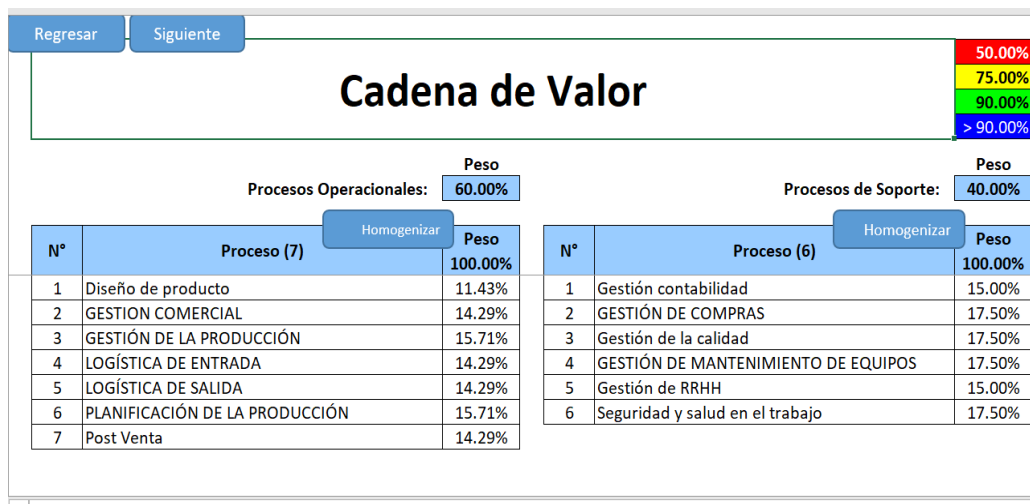 Regresar Siguiente
Cadena de Valor
50.00%
75.00%
90.00%
> 90.00%
Peso
Procesos Operacionales: 60.00%
Peso
Procesos de Soporte: 40.00%
Homogenizar
N° Proceso (7) Peso
100.00%
1 Diseño de producto 11.43%
2 GESTION COMERCIAL 14.29%
3 GESTIÓN DE LA PRODUCCIÓN 15.71%
4 LOGÍSTICA DE ENTRADA 14.29%
5 LOGÍSTICA DE SALIDA 14.29%
6 PLANIFICACIÓN DE LA PRODUCCIÓN 15.71%
7 Post Venta 14.29%
Homogenizar
N° Proceso (6) Peso
100.00%
1 Gestión contabilidad 15.00%
2 GESTIÓN DE COMPRAS 17.50%
3 Gestión de la calidad 17.50%
4 GESTIÓN DE MANTENIMIENTO DE EQUIPOS 17.50%
5 Gestión de RRHH 15.00%
6 Seguridad y salud en el trabajo 17.50%